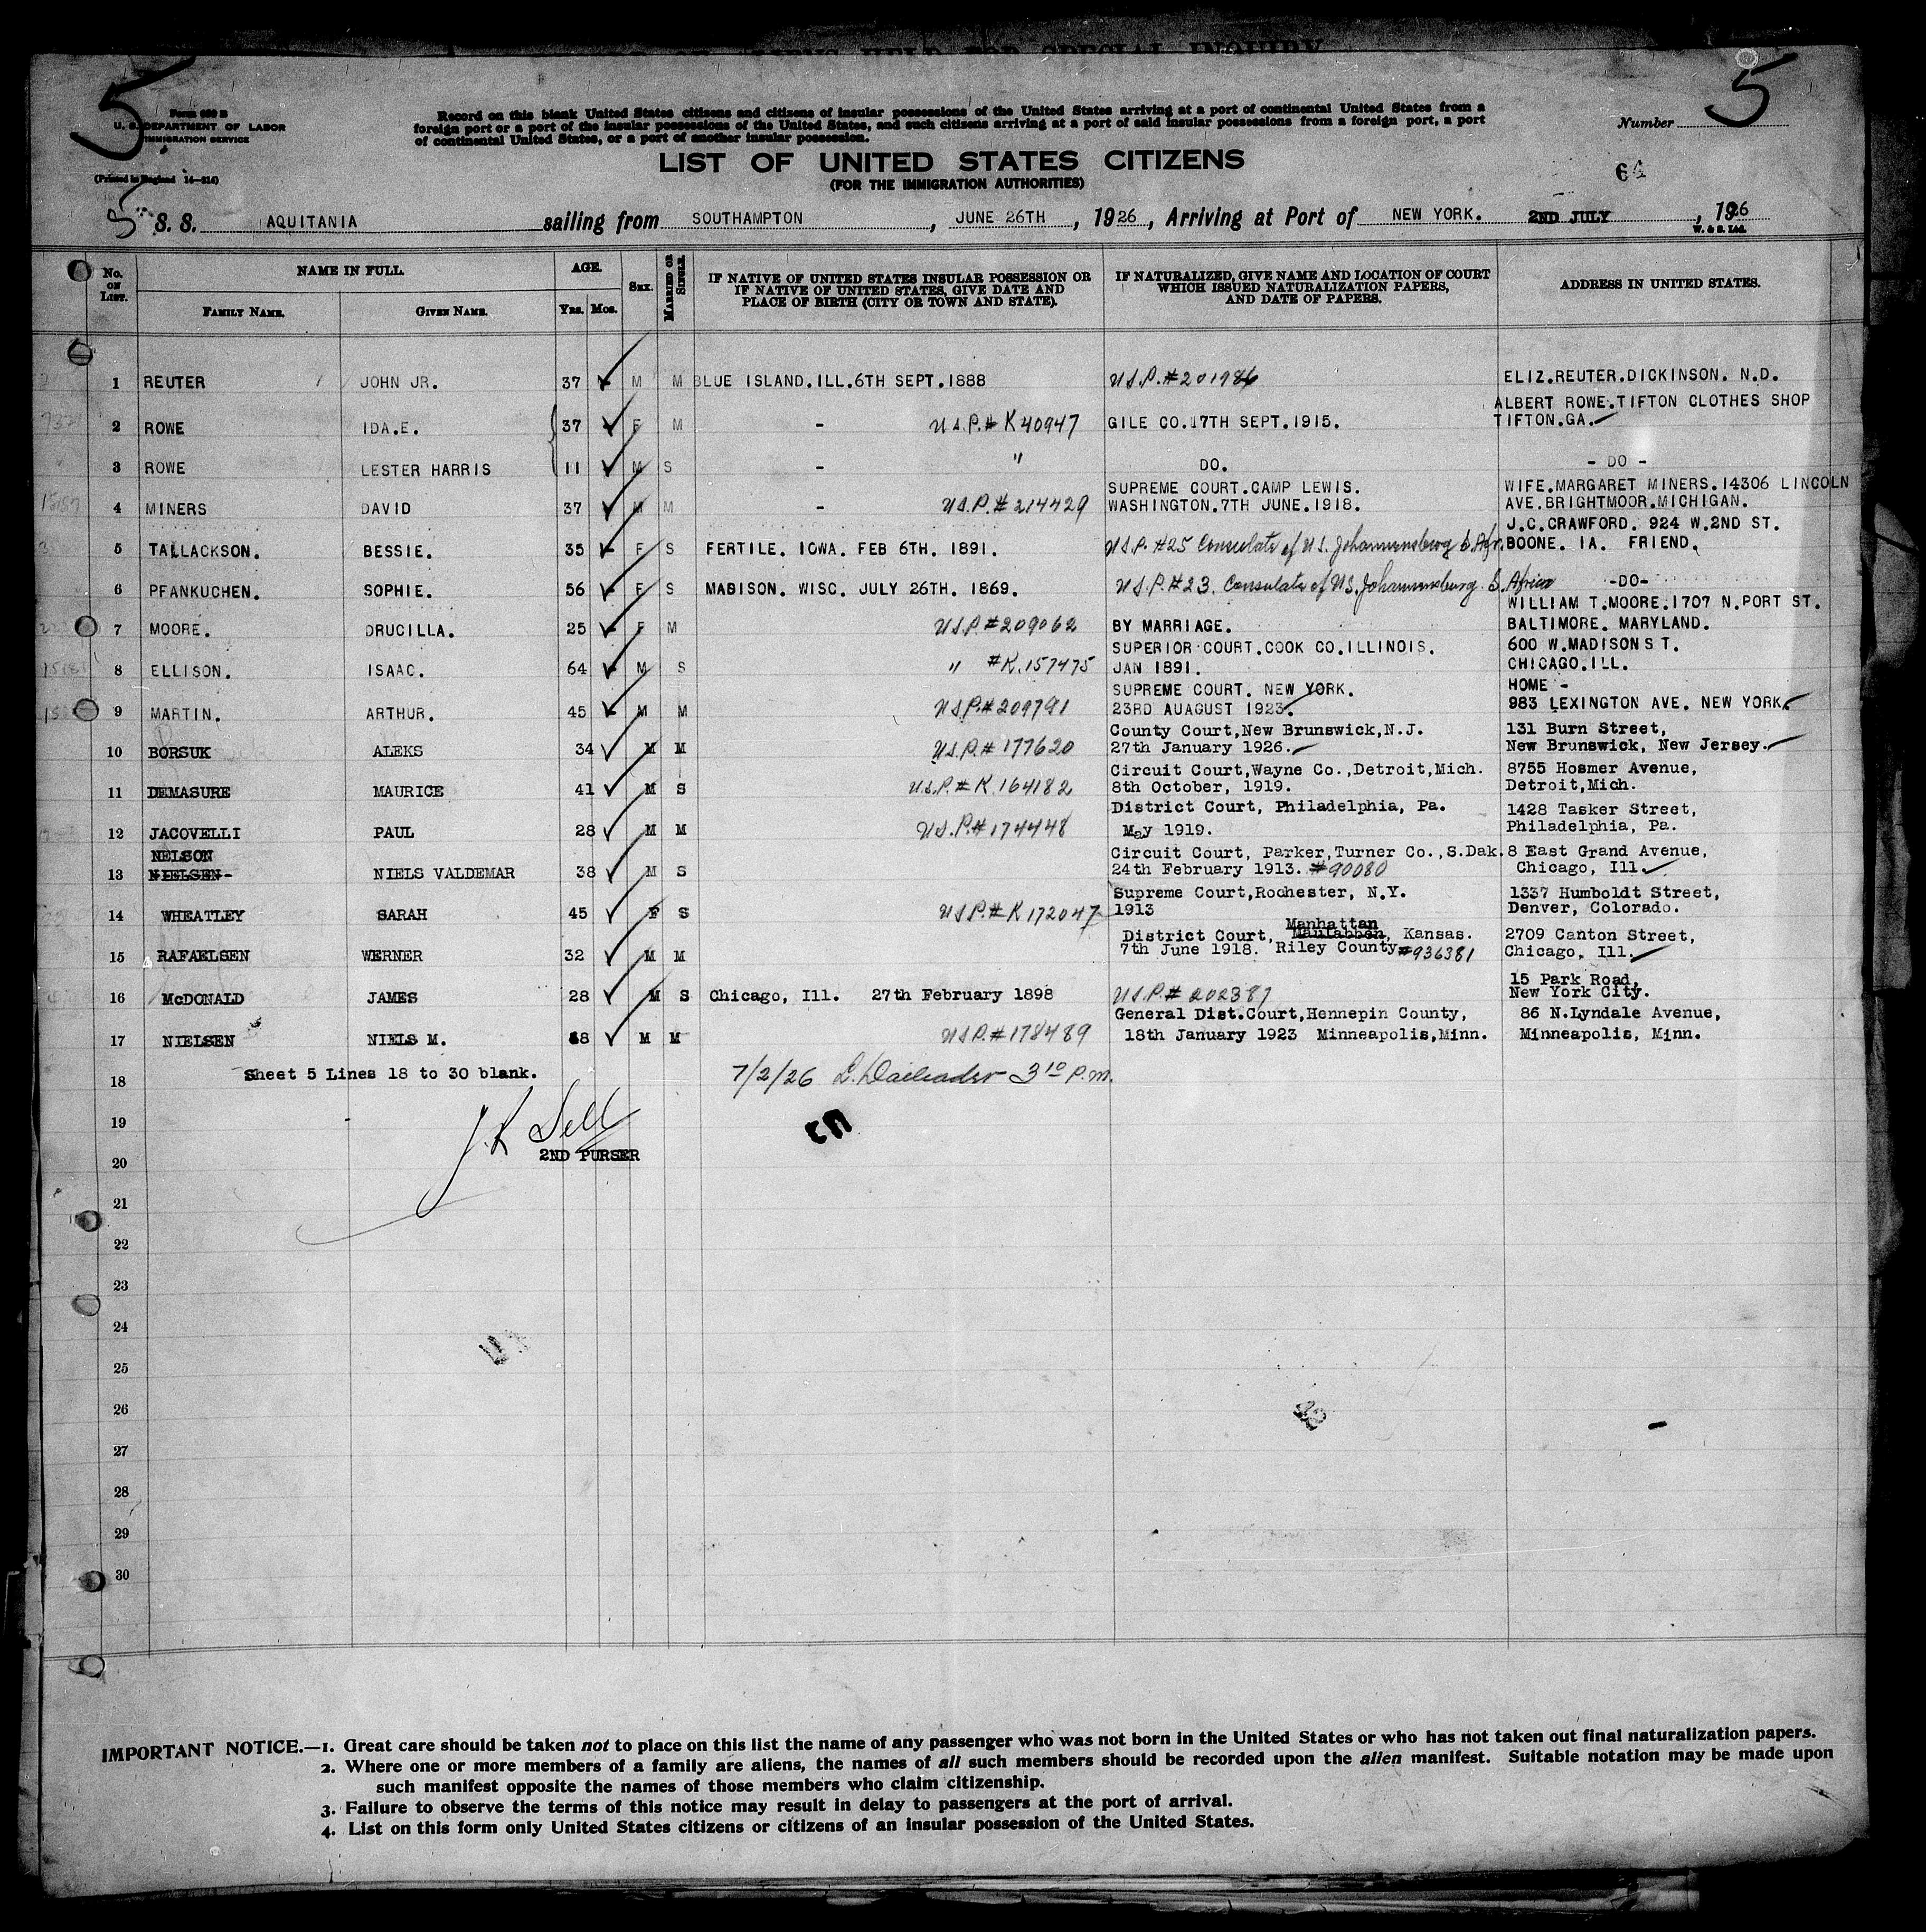 5
5
Form 630 B
U. S. DEPARTMENT OF LABOR
IMMIGRATION SERVICE
(Printed in England 14-214)
Record on this blank United States citizens and citizens of insular possessions of the United States arriving at a port of continental United States from a
foreign port or a port of the insular possessions of the United States, and such citizens arriving at a port of said insular possessions from a foreign port, a port
of continental United States, or a port of another insular possession.
Number
LIST OF UNITED STATES CITIZENS
(FOR THE IMMIGRATION AUTHORITIES)
64
S. S. AQUITANIA sailing from SOUTHAMPTON, JUNE 26TH, 1926, Arriving at Port of NEW YORK. 2ND JULY, 1926
W. & S. Ltd.
No. ON LIST. NAME IN FULL. AGE. SEX. MARRIED OR SINGLE. IF NATIVE OF UNITED STATES INSULAR POSSESSION OR IF NATIVE OF UNITED STATES, GIVE DATE AND PLACE OF BIRTH (CITY OR TOWN AND STATE). IF NATURALIZED, GIVE NAME AND LOCATION OF COURT WHICH ISSUED NATURALIZATION PAPERS, AND DATE OF PAPERS. ADDRESS IN UNITED STATES.
FAMILY NAME. GIVEN NAME. YRS. MOS.
1 REUTER JOHN JR. 37 M M BLUE ISLAND.ILL.6TH SEPT.1888 U.S.P.#201986 ELIZ.REUTER.DICKINSON. N.D.
ALBERT ROWE.TIFTON CLOTHES SHOP
2 ROWE IDA.E. 37 F M - U.S.P.# K40947 GILE CO.17TH SEPT.1915. TIFTON.GA.
3 ROWE LESTER HARRIS 11 M S - " DO. - DO -
SUPREME COURT.CAMP LEWIS. WIFE.MARGARET MINERS.14306 LINCOLN
4 MINERS DAVID 37 M M - U.S.P.#214429 WASHINGTON.7TH JUNE.1918. AVE.BRIGHTMOOR.MICHIGAN.
J.C.CRAWFORD. 924 W.2ND ST.
5 TALLACKSON. BESSIE. 35 F S FERTILE. IOWA. FEB 6TH. 1891. U.S.P. #25 Consulate of U.S. Johannensberg S.Afr. BOONE. IA. FRIEND.
6 PFANKUCHEN. SOPHIE. 56 F S MADISON. WISC. JULY 26TH. 1869. U.S.P.#23. Consulate of U.S. Johannensburg. S. Africa -DO-
WILLIAM T.MOORE.1707 N.PORT ST.
7 MOORE. DRUCILLA. 25 F M U.S.P.#209062 BY MARRIAGE. BALTIMORE. MARYLAND.
SUPERIOR COURT.COOK CO.ILLINOIS. 600 W.MADISON ST.
8 ELLISON. ISAAC. 64 M S " #K.157475 JAN 1891. CHICAGO.ILL.
SUPREME COURT. NEW YORK. HOME -
9 MARTIN. ARTHUR. 45 M M U.S.P.#209791 23RD AUAGUST 1923. 983 LEXINGTON AVE. NEW YORK.
County Court,New Brunswick,N.J. 131 Burn Street,
10 BORSUK ALEKS 34 M M U.S.P.# 177620 27th January 1926. New Brunswick, New Jersey.
Circuit Court,Wayne Co.,Detroit,Mich. 8755 Hosmer Avenue,
11 DEMASURE MAURICE 41 M S U.S.P.# K.164182 8th October, 1919. Detroit,Mich.
District Court, Philadelphia, Pa. 1428 Tasker Street,
12 JACOVELLI PAUL 28 M M U.S.P.#174448 May 1919. Philadelphia, Pa.
NELSON Circuit Court, Parker,Turner Co.,S.Dak. 8 East Grand Avenue,
13 NIELSEN- NIELS VALDEMAR 38 M S 24th February 1913. #90080 Chicago, Ill.
Supreme Court,Rochester, N.Y. 1337 Humboldt Street,
14 WHEATLEY SARAH 45 F S U.S.P.#K172047 1913 Denver, Colorado.
Manhattan
District Court, Kansas. 2709 Canton Street,
15 RAFAELSEN WERNER 32 M M 7th June 1918. Riley County #936381 Chicago, Ill.
15 Park Road,
16 McDONALD JAMES 28 M S Chicago, Ill. 27th February 1898 U.S.P.# 202387 New York City.
General Dist.Court,Hennepin County, 86 N.Lyndale Avenue,
17 NIELSEN NIELS M. 38 M M U.S.P.#178489 18th January 1923 Minneapolis,Minn. Minneapolis, Minn.
Sheet 5 Lines 18 to 30 blank.
18 7/2/26 3 10 P.M.
19
J. K Sell
2ND PURSER
20
21
22
23
24
25
26
27
28
29
30
IMPORTANT NOTICE.—1. Great care should be taken not to place on this list the name of any passenger who was not born in the United States or who has not taken out final naturalization papers.
2. Where one or more members of a family are aliens, the names of all such members should be recorded upon the alien manifest. Suitable notation may be made upon
such manifest opposite the names of those members who claim citizenship.
3. Failure to observe the terms of this notice may result in delay to passengers at the port of arrival.
4. List on this form only United States citizens or citizens of an insular possession of the United States.